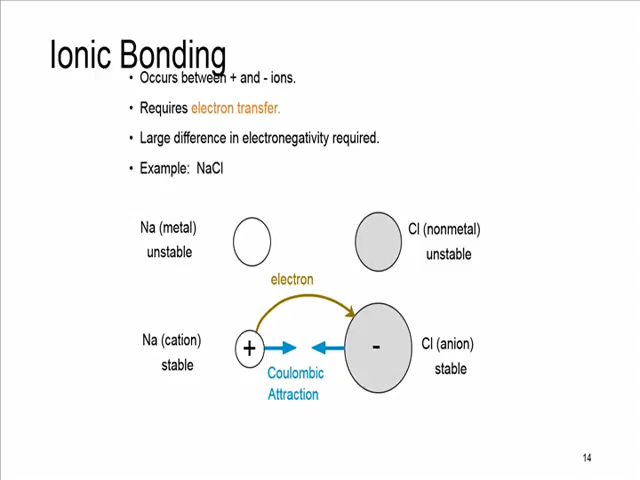 Ionic Bonding
• Occurs between + and - ions.
• Requires electron transfer.
• Large difference in electronegativity required.
• Example: NaCl
Na (metal)
unstable
Cl (nonmetal)
unstable
electron
Na (cation)
stable
+
-
Cl (anion)
stable
Coulombic
Attraction
14